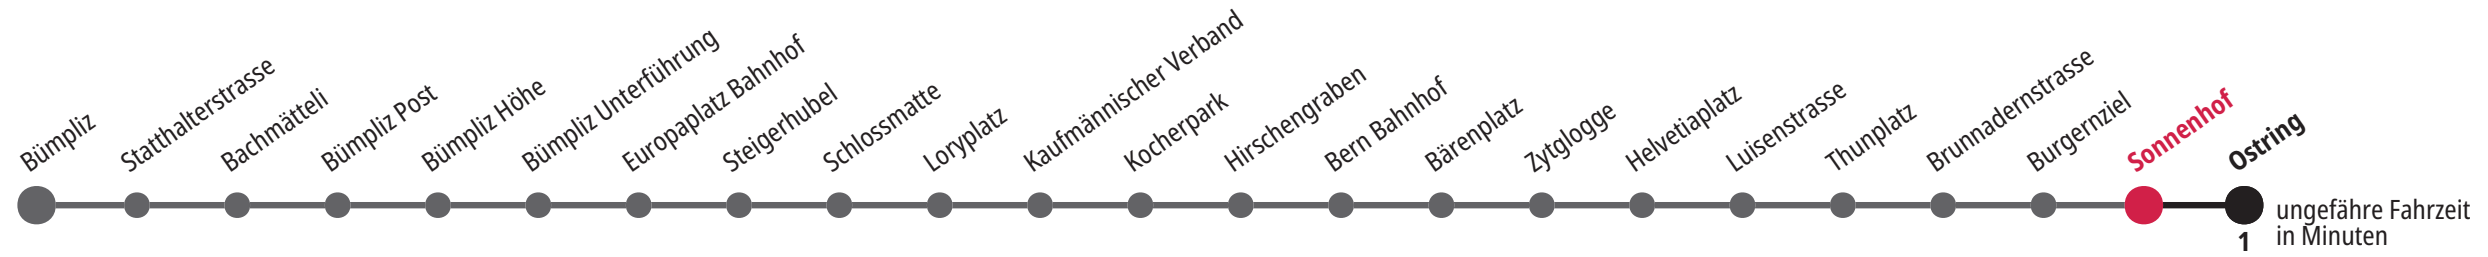 Bümpliz
Statthalterstrasse
Bachmätteli
Bümpliz Post
Bümpliz Höhe
Bümpliz Unterführung
Europaplatz Bahnhof
Steigerhubel
Schlossmatte
Loryplatz
Kaufmännischer Verband
Kocherpark
Hirschengraben
Bern Bahnhof
Bärenplatz
Zytglogge
Helvetiaplatz
Luisenstrasse
Thunplatz
Brunnadernstrasse
Burgernziel
Sonnenhof
Ostring
1
ungefähre Fahrzeit
in Minuten